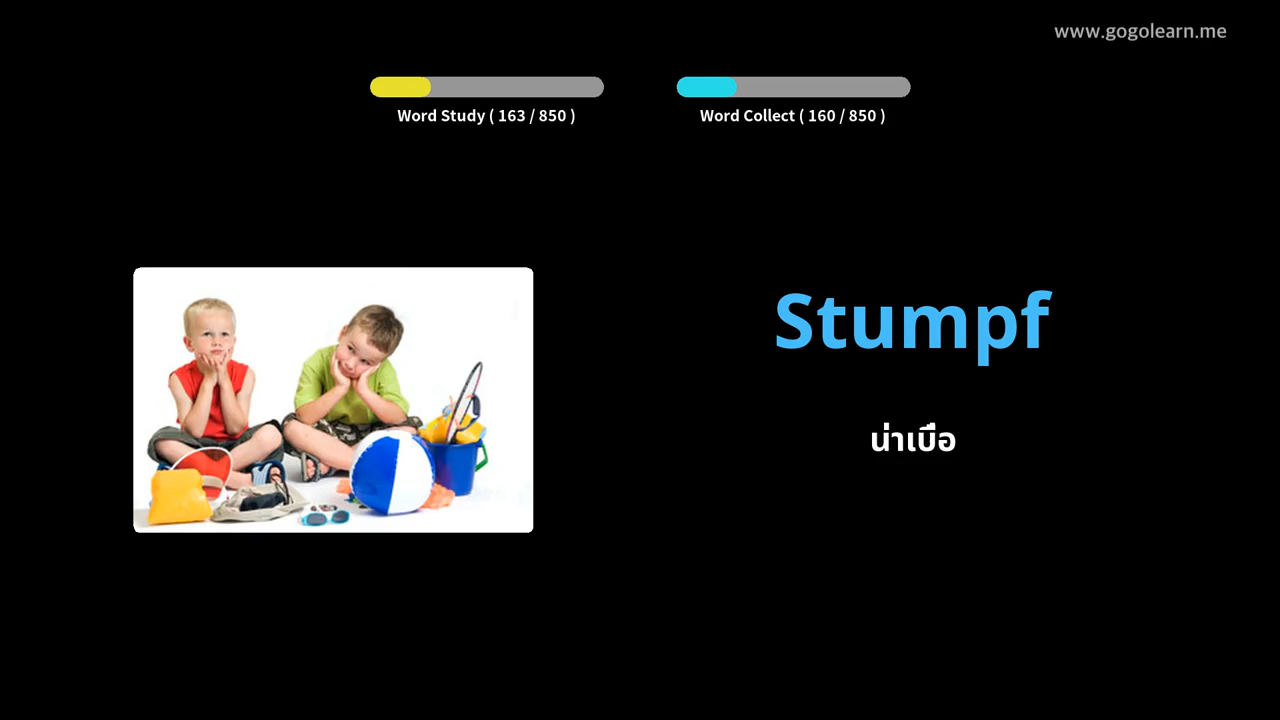 www.gogolearn.me
Word Study ( 163 / 850 )
Word Collect ( 160 / 850 )
Stumpf
น่าเบื่อ